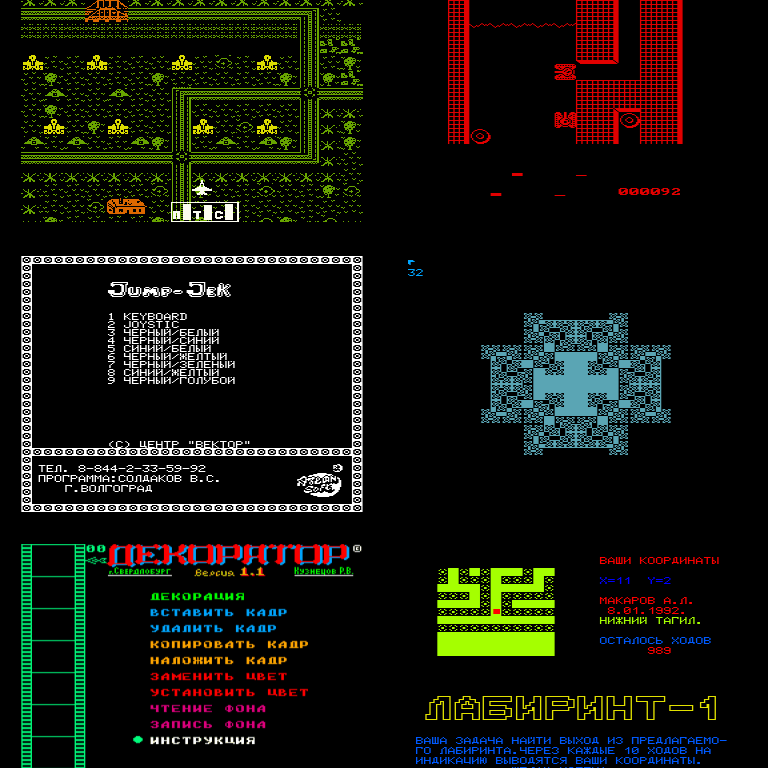 ПТС
000092
JUMP-JEK
1 KEYBOARD
2 JOYSTIC
3 ЧЕРНЫЙ/БЕЛЫЙ
4 ЧЕРНЫЙ/СИНИЙ
5 СИНИЙ/БЕЛЫЙ
6 ЧЕРНЫЙ/ЖЕЛТЫЙ
7 ЧЕРНЫЙ/ЗЕЛЕНЫЙ
8 СИНИЙ/ЖЕЛТЫЙ
9 ЧЕРНЫЙ/ГОЛУБОЙ
(C) ЦЕНТР "ВЕКТОР"
ТЕЛ. 8-844-2-33-59-92
ПРОГРАММА:СОЛДАКОВ В.С.
Г.ВОЛГОГРАД
32
00
ДЕКОРАТОР
г.СВЕРДЛОБУРГ Версия 1.1 Кузнецов Р.В.
ДЕКОРАЦИЯ
ВСТАВИТЬ КАДР
УДАЛИТЬ КАДР
КОПИРОВАТЬ КАДР
НАЛОЖИТЬ КАДР
ЗАМЕНИТЬ ЦВЕТ
УСТАНОВИТЬ ЦВЕТ
ЧТЕНИЕ ФОНА
ЗАПИСЬ ФОНА
ИНСТРУКЦИЯ
ВАШИ КООРДИНАТЫ
X=11 Y=2
МАКАРОВ А.Л.
8.01.1992.
НИЖНИЙ ТАГИЛ.
ОСТАЛОСЬ ХОДОВ
989
ЛАБИРИНТ-1
ВАША ЗАДАЧА НАЙТИ ВЫХОД ИЗ ПРЕДЛАГАЕМО-
ГО ЛАБИРИНТА.ЧЕРЕЗ КАЖДЫЕ 10 ХОДОВ НА
ИНДИКАЦИЮ ВЫВОДЯТСЯ ВАШИ КООРДИНАТЫ.